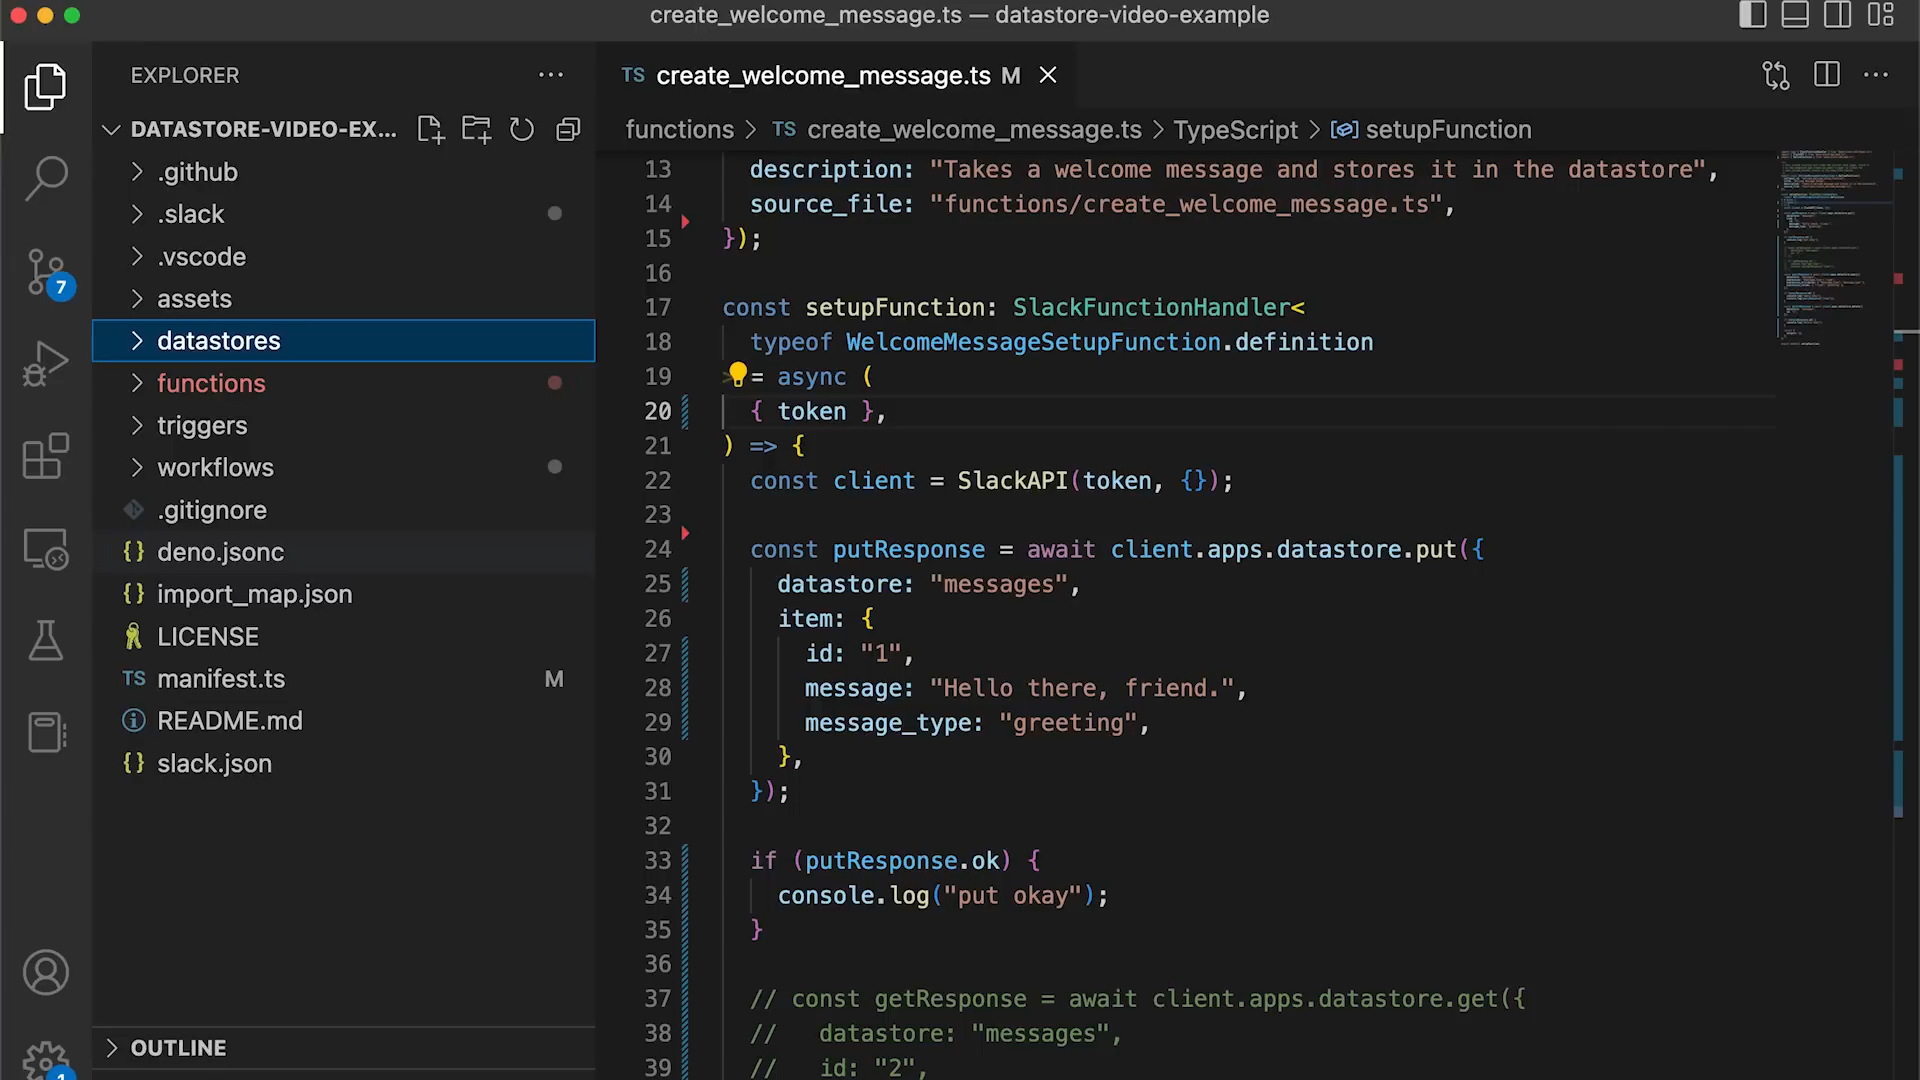 create_welcome_message.ts — datastore-video-example
EXPLORER
DATASTORE-VIDEO-EX...
.github
.slack
.vscode
assets
datastores
functions
triggers
workflows
.gitignore
{} deno.jsonc
{} import_map.json
LICENSE
TS manifest.ts M
README.md
{} slack.json
OUTLINE
7
1
TS create_welcome_message.ts M
functions > TS create_welcome_message.ts > TypeScript > setupFunction
13 description: "Takes a welcome message and stores it in the datastore",
14 source_file: "functions/create_welcome_message.ts",
15 });
16
17 const setupFunction: SlackFunctionHandler<
18 typeof WelcomeMessageSetupFunction.definition
19 > = async (
20 { token },
21 ) => {
22 const client = SlackAPI(token, {});
23
24 const putResponse = await client.apps.datastore.put({
25 datastore: "messages",
26 item: {
27 id: "1",
28 message: "Hello there, friend.",
29 message_type: "greeting",
30 },
31 });
32
33 if (putResponse.ok) {
34 console.log("put okay");
35 }
36
37 // const getResponse = await client.apps.datastore.get({
38 // datastore: "messages",
39 // id: "2",